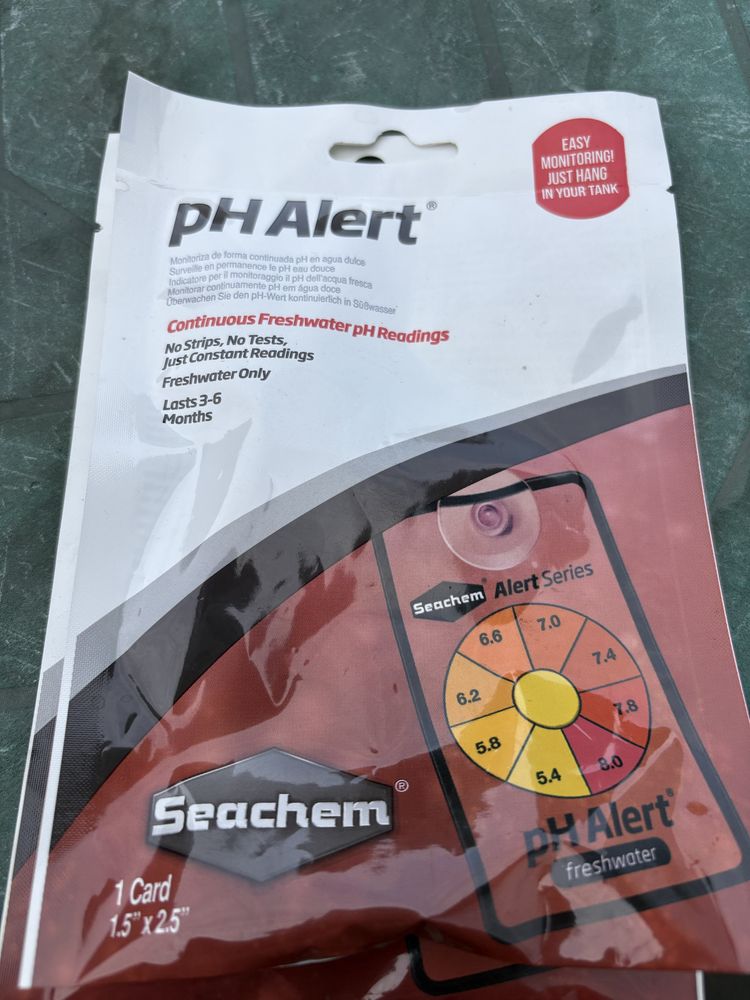 EASY
MONITORING!
JUST HANG
IN YOUR TANK
pH Alert®
Monitoriza de forma continuada pH en agua dulce
Surveille en permanence le pH eau douce
Indicatore per il monitoraggio il pH dell'acqua fresca
Monitorar continuamente pH em água doce
Überwachen Sie den pH-Wert kontinuierlich in Süßwasser
Continuous Freshwater pH Readings
No Strips, No Tests,
Just Constant Readings
Freshwater Only
Lasts 3-6
Months
Seachem® Alert Series
6.6
7.0
7.4
7.8
8.0
5.4
5.8
6.2
pH Alert®
freshwater
Seachem®
1 Card
1.5" x 2.5"